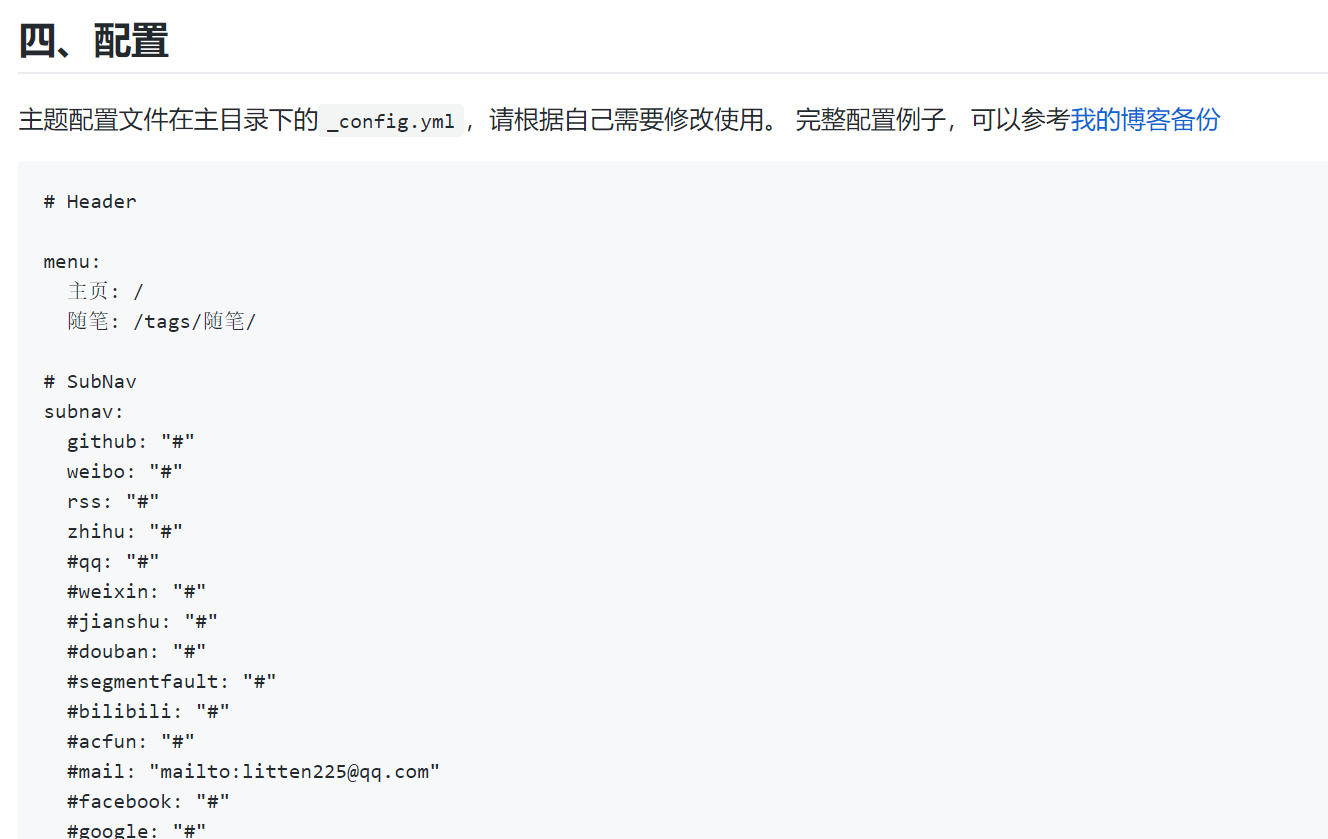 四、配置
主题配置文件在主目录下的 _config.yml ，请根据自己需要修改使用。 完整配置例子，可以参考我的博客备份
# Header
menu:
  主页: /
  随笔: /tags/随笔/
# SubNav
subnav:
  github: "#"
  weibo: "#"
  rss: "#"
  zhihu: "#"
  #qq: "#"
  #weixin: "#"
  #jianshu: "#"
  #douban: "#"
  #segmentfault: "#"
  #bilibili: "#"
  #acfun: "#"
  #mail: "mailto:litten225@qq.com"
  #facebook: "#"
  #google: "#"